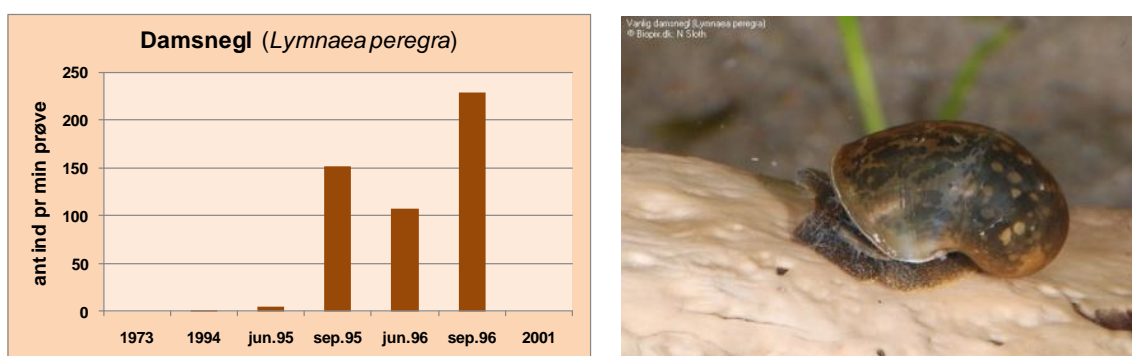 Damsnegl (Lymnaea peregra)
250
200
150
100
50
0
ant ind pr min prøve
1973 1994 jun.95 sep.95 jun.96 sep.96 2001
Vanlig damsnegl (Lymnaea peregra)
© Biopix.dk: N Sloth